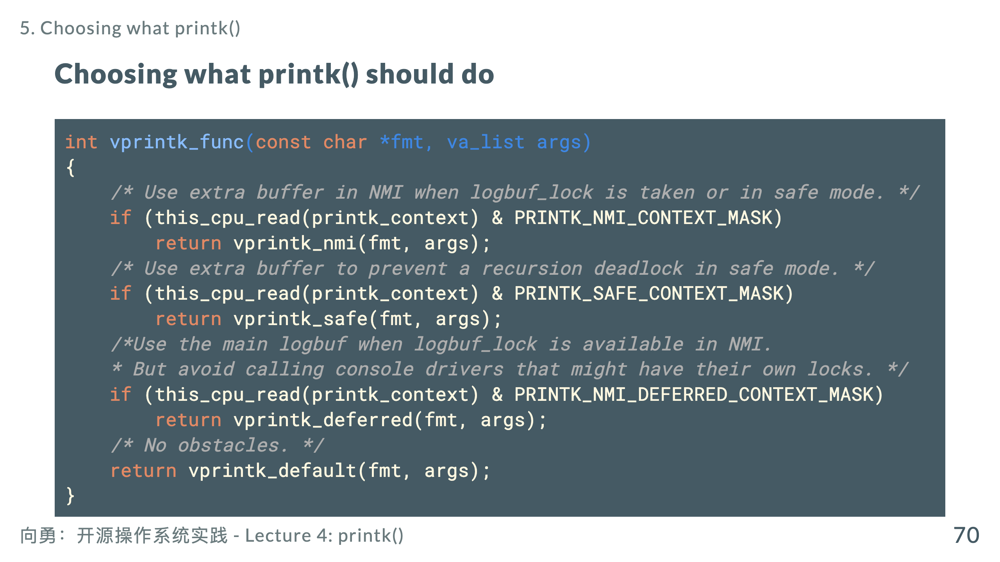 5. Choosing what printk()
Choosing what printk() should do
int vprintk_func(const char *fmt, va_list args)
{
    /* Use extra buffer in NMI when logbuf_lock is taken or in safe mode. */
    if (this_cpu_read(printk_context) & PRINTK_NMI_CONTEXT_MASK)
        return vprintk_nmi(fmt, args);
    /* Use extra buffer to prevent a recursion deadlock in safe mode. */
    if (this_cpu_read(printk_context) & PRINTK_SAFE_CONTEXT_MASK)
        return vprintk_safe(fmt, args);
    /*Use the main logbuf when logbuf_lock is available in NMI.
    * But avoid calling console drivers that might have their own locks. */
    if (this_cpu_read(printk_context) & PRINTK_NMI_DEFERRED_CONTEXT_MASK)
        return vprintk_deferred(fmt, args);
    /* No obstacles. */
    return vprintk_default(fmt, args);
}
向勇：开源操作系统实践 - Lecture 4: printk()
70